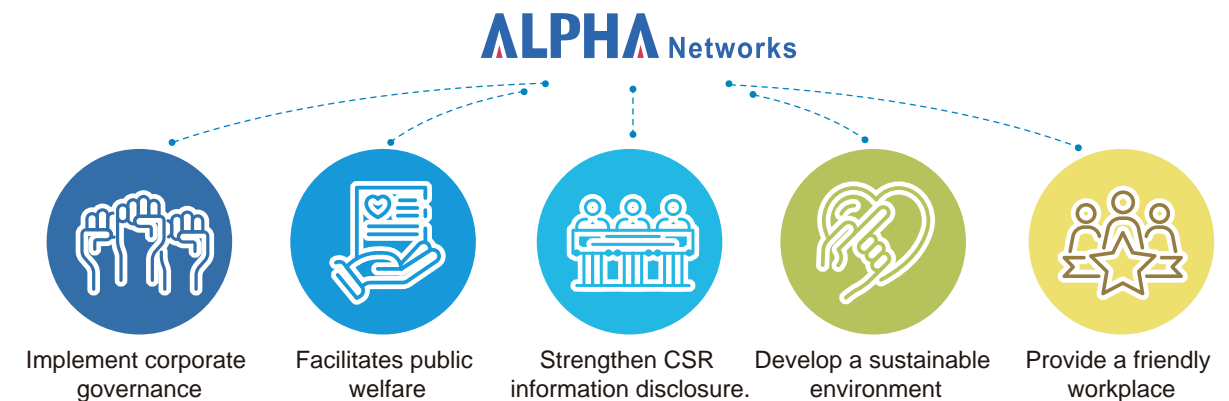 ALPHA Networks
Implement corporate
governance
Facilitates public
welfare
Strengthen CSR
information disclosure.
Develop a sustainable
environment
Provide a friendly
workplace